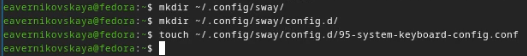 eavernikovskaya@fedora:~$ mkdir ~/.config/sway/
eavernikovskaya@fedora:~$ mkdir ~/.config/sway/config.d/
eavernikovskaya@fedora:~$ touch ~/.config/sway/config.d/95-system-keyboard-config.conf
eavernikovskaya@fedora:~$